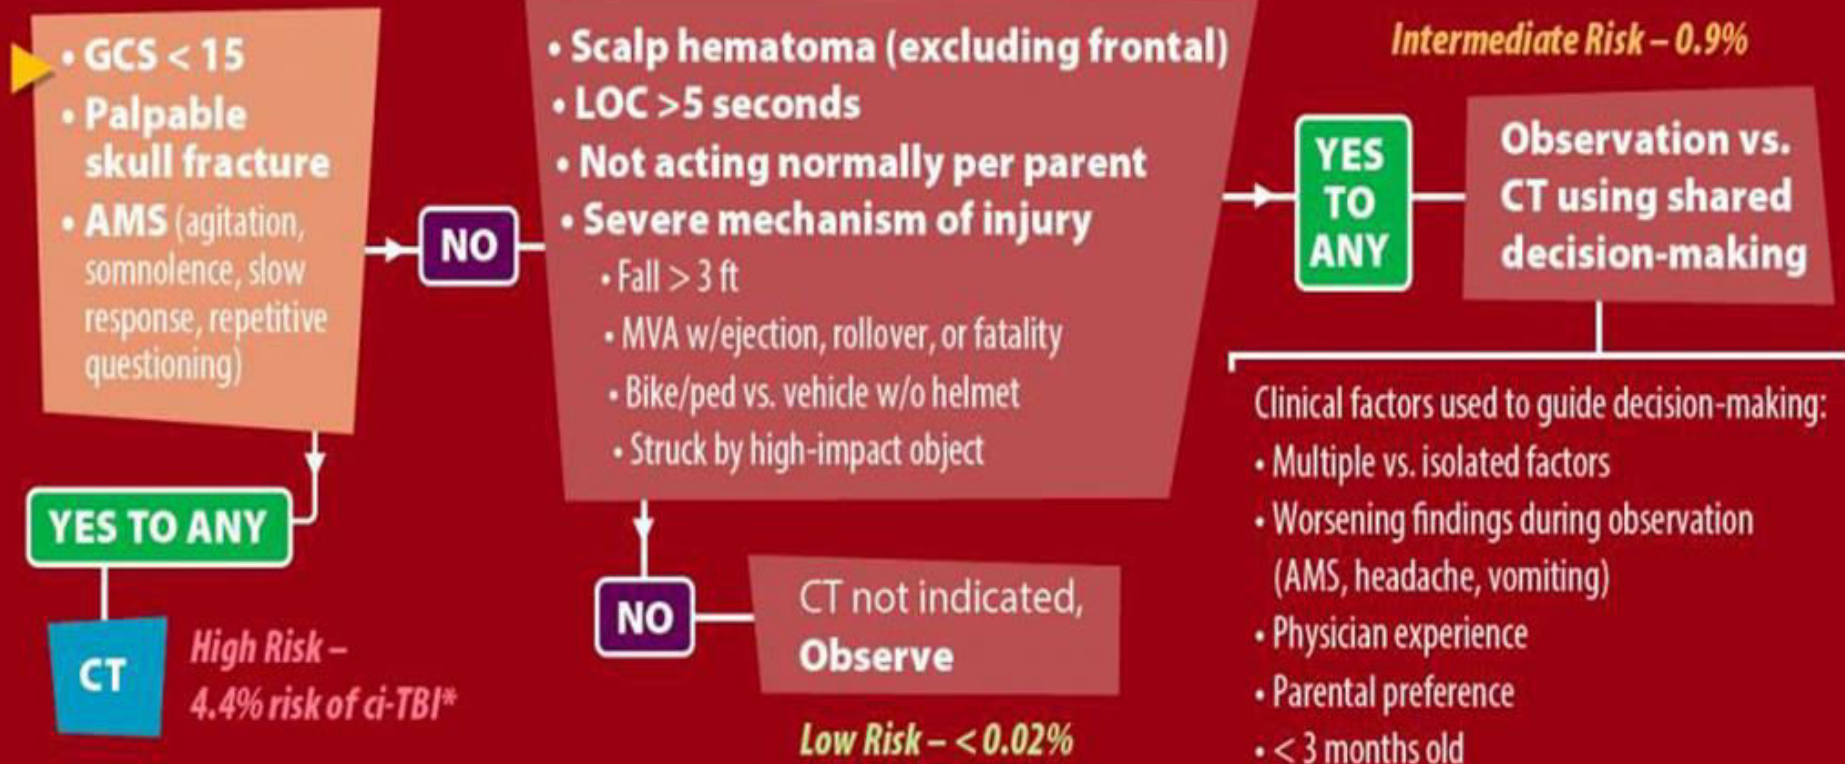 • GCS < 15
• Palpable
skull fracture
• AMS (agitation,
somnolence, slow
response, repetitive
questioning)
YES TO ANY
CT
High Risk –
4.4% risk of ci-TBI*
NO
• Scalp hematoma (excluding frontal)
• LOC >5 seconds
• Not acting normally per parent
• Severe mechanism of injury
• Fall > 3 ft
• MVA w/ejection, rollover, or fatality
• Bike/ped vs. vehicle w/o helmet
• Struck by high-impact object
NO
CT not indicated,
Observe
Low Risk – < 0.02%
YES
TO
ANY
Intermediate Risk – 0.9%
Observation vs.
CT using shared
decision-making
Clinical factors used to guide decision-making:
• Multiple vs. isolated factors
• Worsening findings during observation
(AMS, headache, vomiting)
• Physician experience
• Parental preference
• < 3 months old